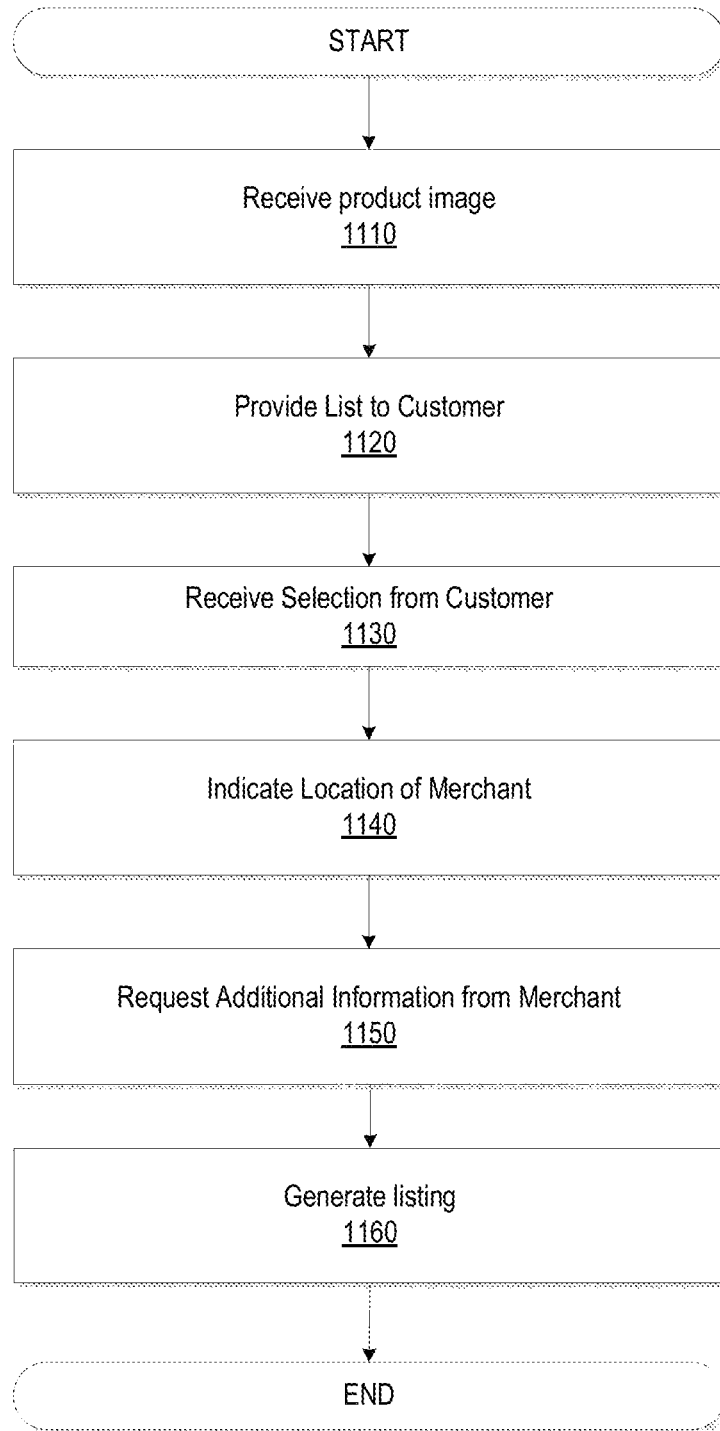 START
Receive product image
1110
Provide List to Customer
1120
Receive Selection from Customer
1130
Indicate Location of Merchant
1140
Request Additional Information from Merchant
1150
Generate listing
1160
END